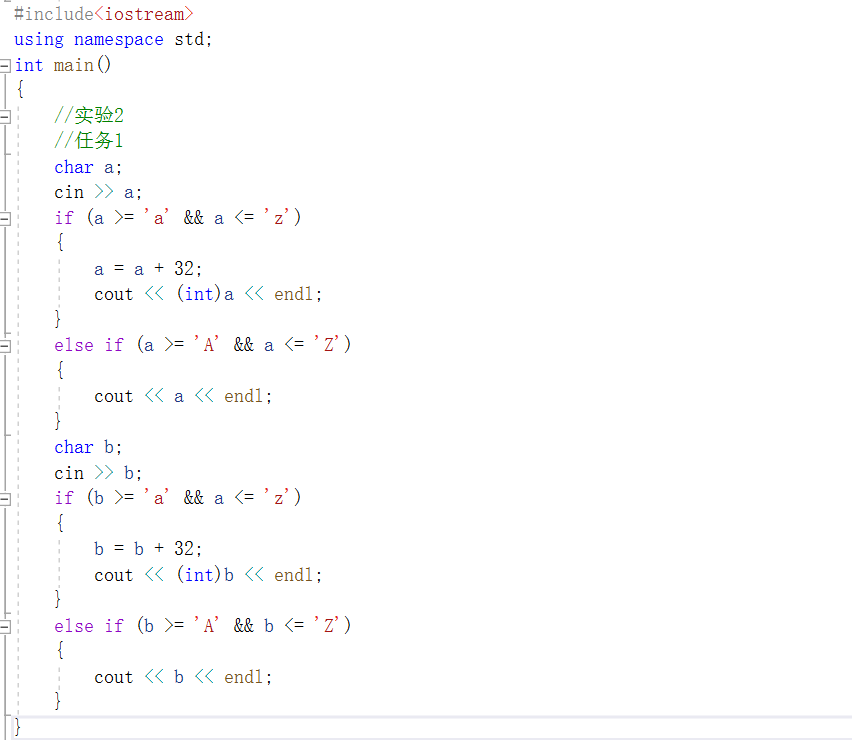 #include<iostream>
using namespace std;
int main()
{
//实验2
//任务1
char a;
cin >> a;
if (a >= 'a' && a <= 'z')
{
a = a + 32;
cout << (int)a << endl;
}
else if (a >= 'A' && a <= 'Z')
{
cout << a << endl;
}
char b;
cin >> b;
if (b >= 'a' && a <= 'z')
{
b = b + 32;
cout << (int)b << endl;
}
else if (b >= 'A' && b <= 'Z')
{
cout << b << endl;
}
}